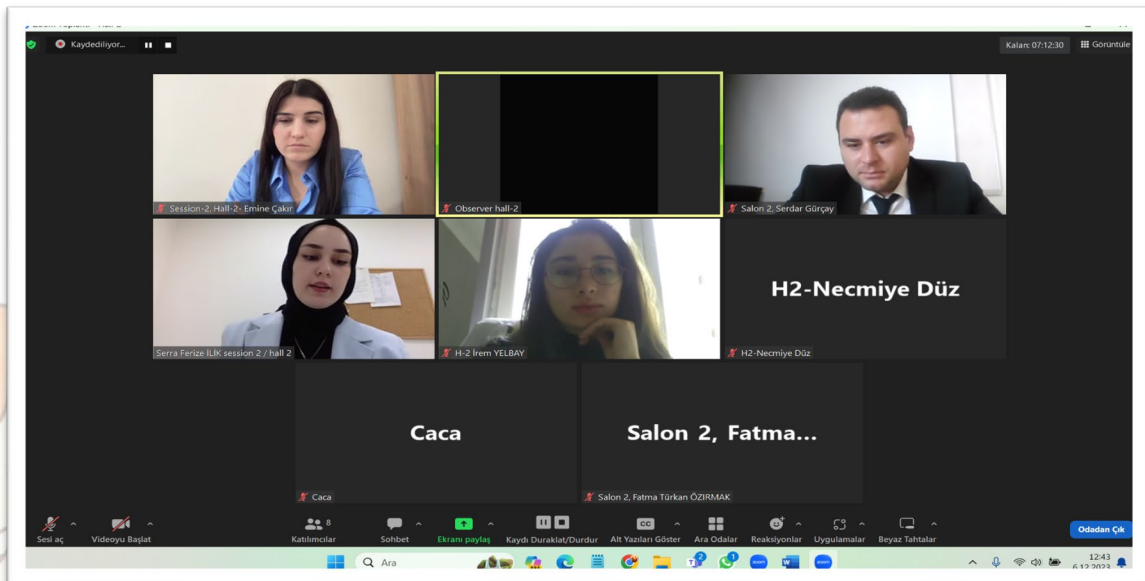 Kaydediliyor...
Kalan: 07:12:30
Görüntüle
Session-2, Hall-2- Emine Çakır
Observer hall-2
Salon 2, Serdar Gürçay
Serra Ferize İLİK session 2 / hall 2
H-2 İrem YELBAY
H2-Necmiye Düz
H2-Necmiye Düz
Caca
Salon 2, Fatma...
Caca
Salon 2, Fatma Türkan ÖZIRMAK
8
Sesi aç
Videoyu Başlat
Katılımcılar
Sohbet
Ekranı paylaş
Kaydı Duraklat/Durdur
CC
Alt Yazıları Göster
Ara Odalar
Reaksiyonlar
Uygulamalar
Beyaz Tahtalar
Odadan Çık
Ara
12:43
6.12.2023